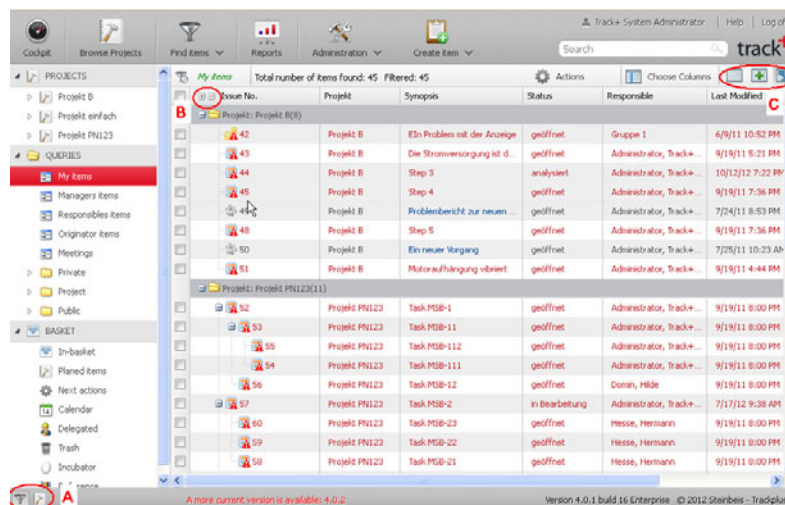 Track+ System Administrator | Help | Log of
Cockpit Browse Projects Find items Reports Administration Create item
Search track+
PROJECTS
Projekt B
Projekt einfach
Projekt PN123
QUERIES
My items
Managers items
Responsibles items
Originator items
Meetings
Private
Project
Public
BASKET
In-basket
Planed items
Next actions
Calendar
Delegated
Trash
Incubator
My items Total number of items found: 45 Filtered: 45 Actions Choose Columns
B Issue No. Projekt Synopsis Status Responsible Last Modified C
Projekt: Projekt B(8)
42 Projekt B EIn Problem mit der Anzeige geöffnet Gruppe 1 6/9/11 10:52 PM
43 Projekt B Die Stromversorgung ist d... geöffnet Administrator, Track+... 9/19/11 5:21 PM
44 Projekt B Step 3 analysiert Administrator, Track+... 10/12/12 7:22 PM
45 Projekt B Step 4 geöffnet Administrator, Track+... 9/19/11 7:36 PM
Projekt B Problembericht zur neuen ... geöffnet Administrator, Track+... 7/24/11 8:53 PM
48 Projekt B Step 5 geöffnet Administrator, Track+... 9/19/11 7:36 PM
50 Projekt B Ein neuer Vorgang geöffnet Administrator, Track+... 7/25/11 10:23 AM
51 Projekt B Motoraufhängung vibriert geöffnet Administrator, Track+... 9/19/11 4:44 PM
Projekt: Projekt PN123(11)
52 Projekt PN123 Task MSB-1 geöffnet Administrator, Track+... 9/19/11 8:00 PM
53 Projekt PN123 Task MSB-11 geöffnet Administrator, Track+... 9/19/11 8:00 PM
55 Projekt PN123 Task MSB-112 geöffnet Administrator, Track+... 9/19/11 8:00 PM
54 Projekt PN123 Task MSB-111 geöffnet Administrator, Track+... 9/19/11 8:00 PM
56 Projekt PN123 Task MSB-12 geöffnet Domin, Hilde 9/19/11 8:00 PM
57 Projekt PN123 Task MSB-2 in Bearbeitung Administrator, Track+... 7/17/12 9:38 AM
60 Projekt PN123 Task MSB-23 geöffnet Hesse, Hermann 9/19/11 8:00 PM
59 Projekt PN123 Task MSB-22 geöffnet Hesse, Hermann 9/19/11 8:00 PM
58 Projekt PN123 Task MSB-21 geöffnet Hesse, Hermann 9/19/11 8:00 PM
A A more current version is available: 4.0.2 Version 4.0.1 build 16 Enterprise © 2012 Steinbeis - Trackplus